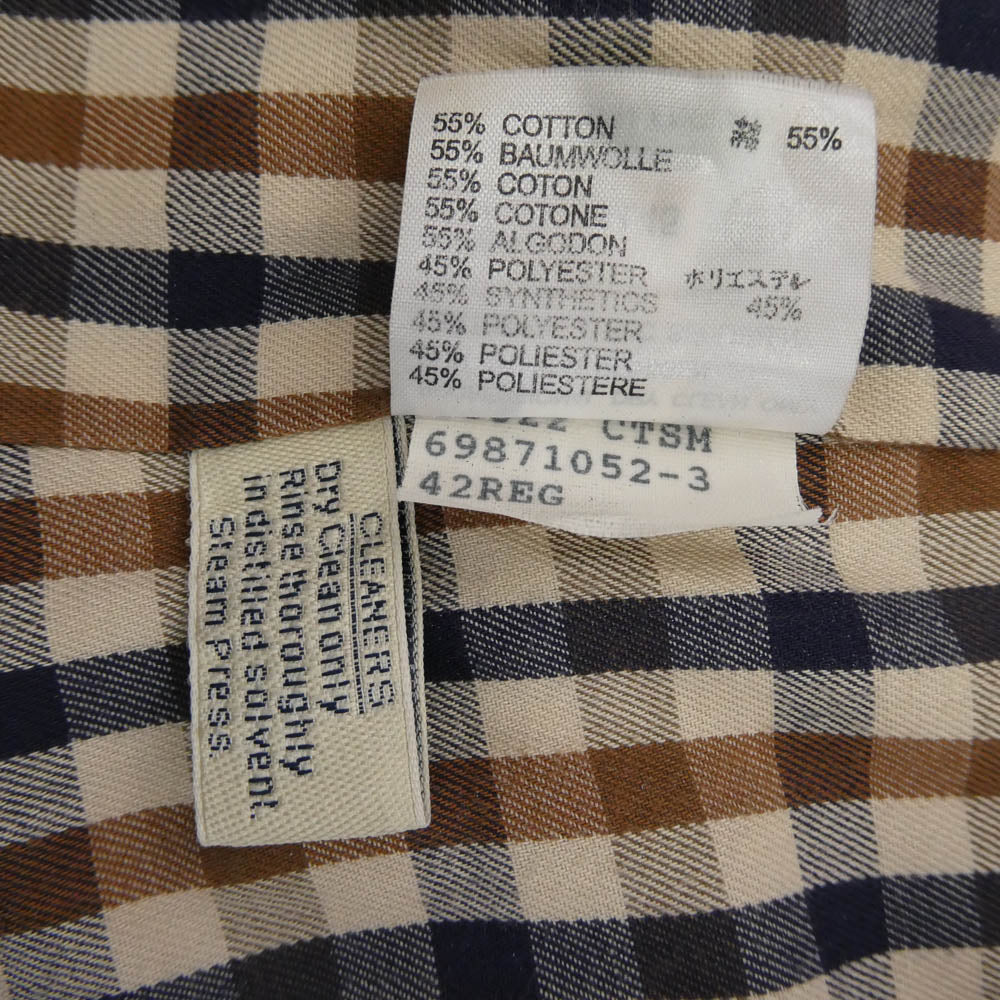 55% COTTON 綿 55%
55% BAUMWOLLE
55% COTON
55% COTONE
55% ALGODON
45% POLYESTER ポリエステル
45% SYNTHETICS 45%
45% POLYESTER
45% POLIESTER
45% POLIESTERE
CTSM
69871052-3
42REG
CLEANERS
Dry Clean only
Rinse thoroughly
in distilled solvent.
Steam Press.